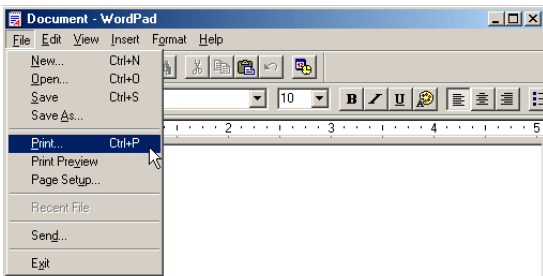 Document - WordPad
File Edit View Insert Format Help
New... Ctrl+N
Open... Ctrl+O
Save Ctrl+S
Save As...
10 B / U
2 3 4 5
Print... Ctrl+P
Print Preview
Page Setup...
Recent File
Send...
Exit